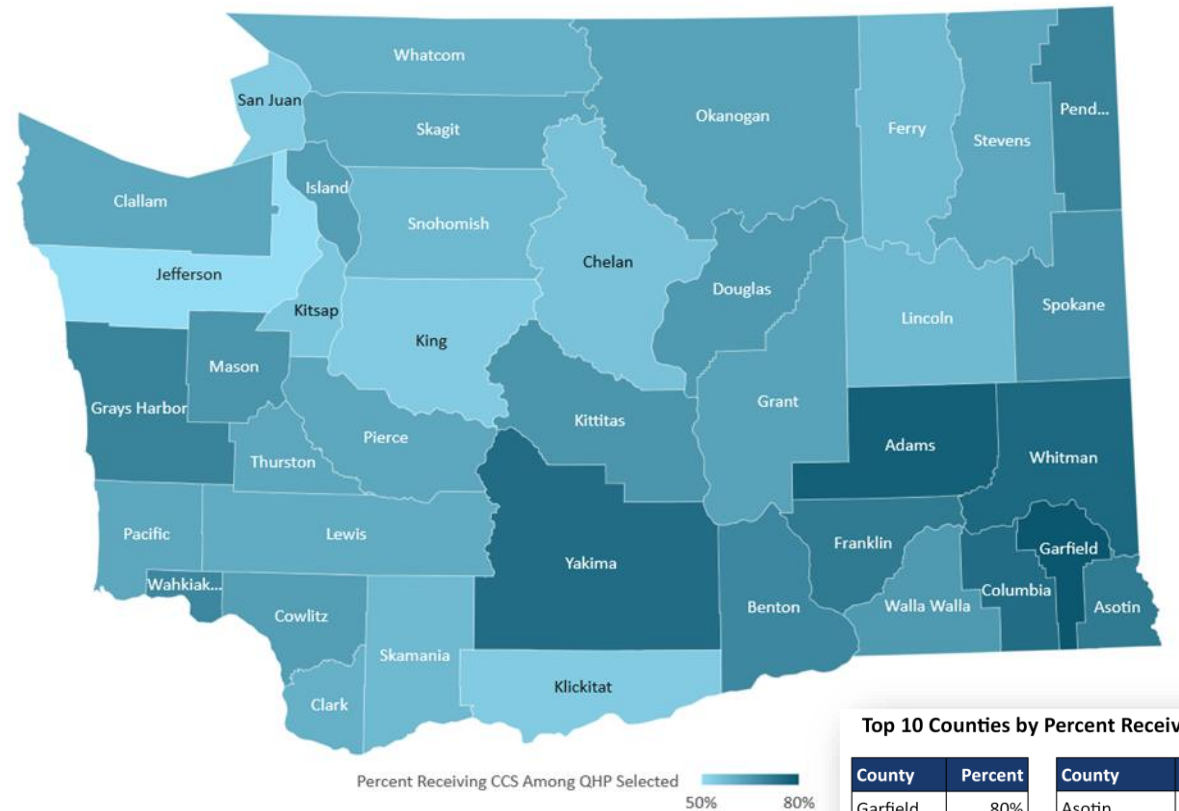 Whatcom
San Juan
Skagit
Okanogan
Ferry
Pend...
Stevens
Island
Clallam
Snohomish
Chelan
Jefferson
Douglas
Spokane
Kitsap
King
Lincoln
Mason
Grays Harbor
Grant
Kittitas
Pierce
Adams
Whitman
Thurston
Pacific
Lewis
Franklin
Garfield
Yakima
Wahkiak...
Columbia
Benton
Walla Walla
Asotin
Cowlitz
Skamania
Klickitat
Clark
Top 10 Counties by Percent Receiv
Percent Receiving CCS Among QHP Selected
50% 80%
County Percent County
Garfield 80% Asotin